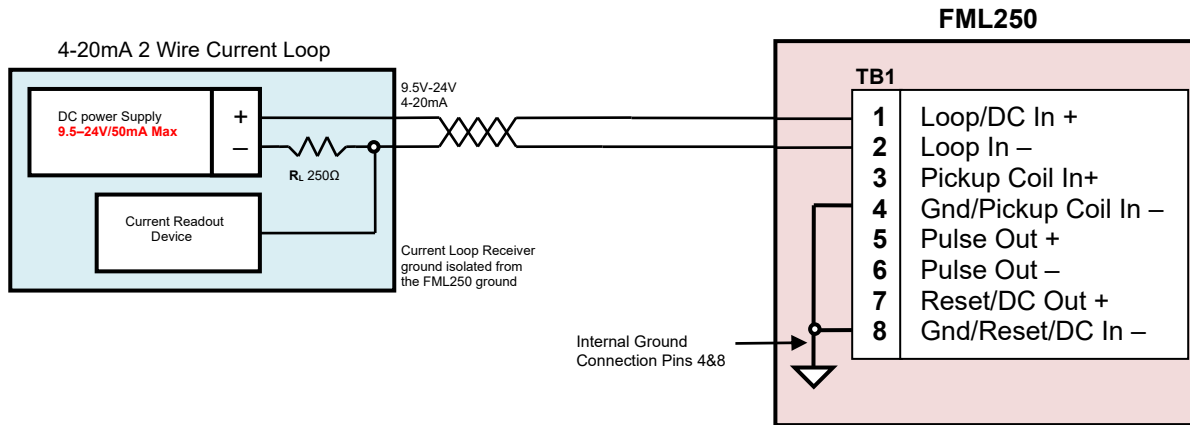 FML250
4-20mA 2 Wire Current Loop
DC power Supply
9.5–24V/50mA Max
+
–
RL 250Ω
Current Readout
Device
9.5V-24V
4-20mA
Current Loop Receiver
ground isolated from
the FML250 ground
TB1
1 Loop/DC In +
2 Loop In –
3 Pickup Coil In+
4 Gnd/Pickup Coil In –
5 Pulse Out +
6 Pulse Out –
7 Reset/DC Out +
8 Gnd/Reset/DC In –
Internal Ground
Connection Pins 4&8